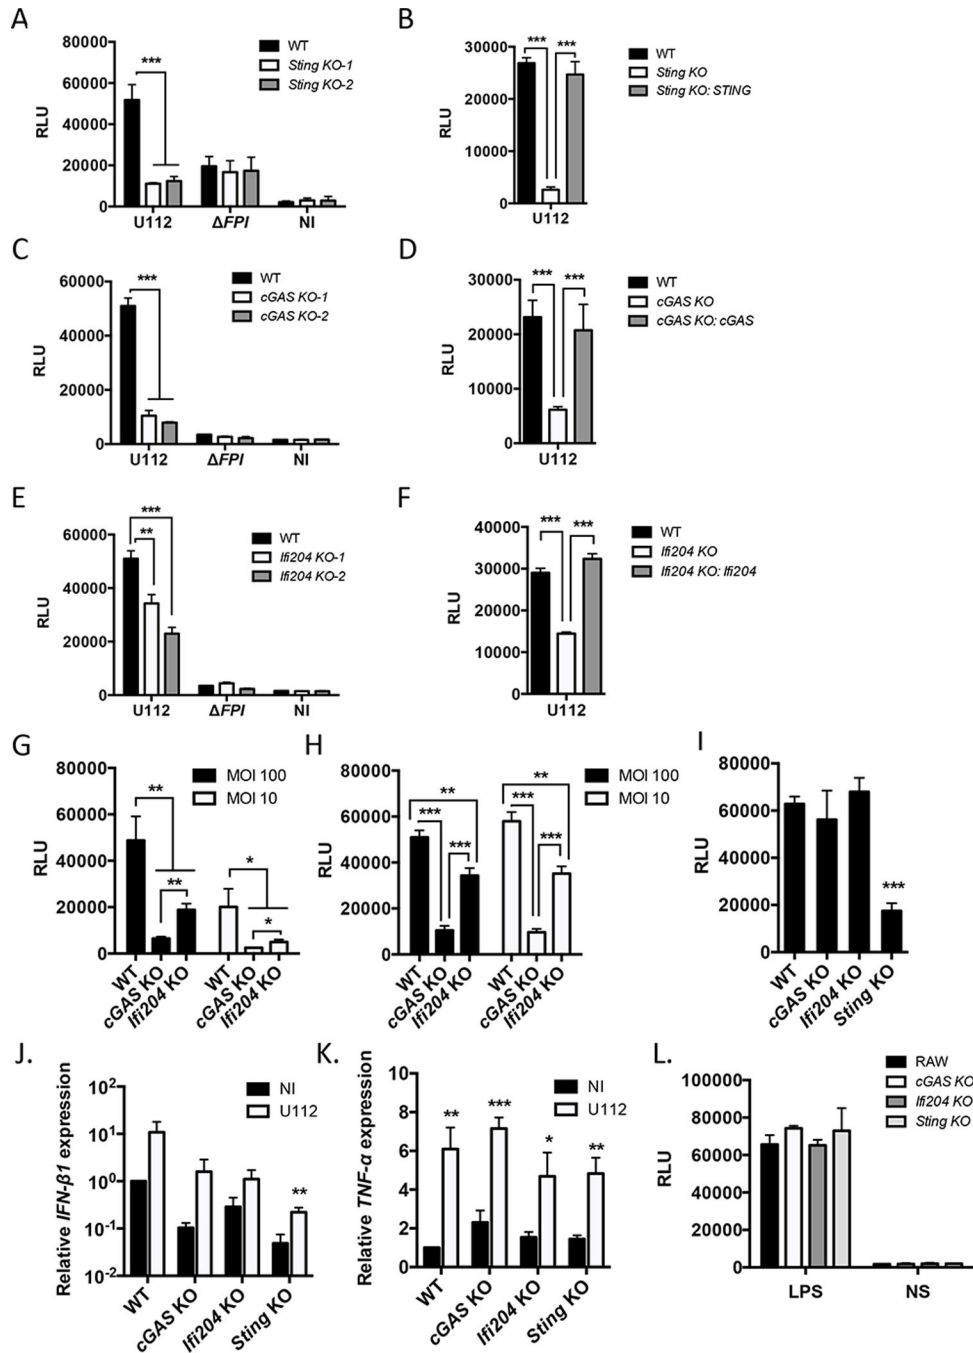 A
80000
60000
40000
20000
0
RLU
***
WT
Sting KO-1
Sting KO-2
U112
ΔFPI
NI
B
30000
20000
10000
0
RLU
*** ***
WT
Sting KO
Sting KO: STING
U112
C
60000
40000
20000
0
RLU
***
WT
cGAS KO-1
cGAS KO-2
U112
ΔFPI
NI
D
30000
20000
10000
0
RLU
*** ***
WT
cGAS KO
cGAS KO: cGAS
U112
E
60000
40000
20000
0
RLU
***
**
WT
Ifi204 KO-1
Ifi204 KO-2
U112
ΔFPI
NI
F
40000
30000
20000
10000
0
RLU
*** ***
WT
Ifi204 KO
Ifi204 KO: Ifi204
U112
G
80000
60000
40000
20000
0
RLU
**
**
*
*
MOI 100
MOI 10
WT
cGAS KO
Ifi204 KO
WT
cGAS KO
Ifi204 KO
H
80000
60000
40000
20000
0
RLU
**
***
***
**
***
***
MOI 100
MOI 10
WT
cGAS KO
Ifi204 KO
WT
cGAS KO
Ifi204 KO
I
80000
60000
40000
20000
0
RLU
***
WT
cGAS KO
Ifi204 KO
Sting KO
J.
Relative IFN-β1 expression
10²
10¹
10⁰
10⁻¹
10⁻²
NI
U112
**
WT
cGAS KO
Ifi204 KO
Sting KO
K.
Relative TNF-α expression
10
8
6
4
2
0
NI
U112
**
***
*
**
WT
cGAS KO
Ifi204 KO
Sting KO
L.
RAW
cGAS KO
Ifi204 KO
Sting KO
100000
80000
60000
40000
20000
0
RLU
LPS
NS